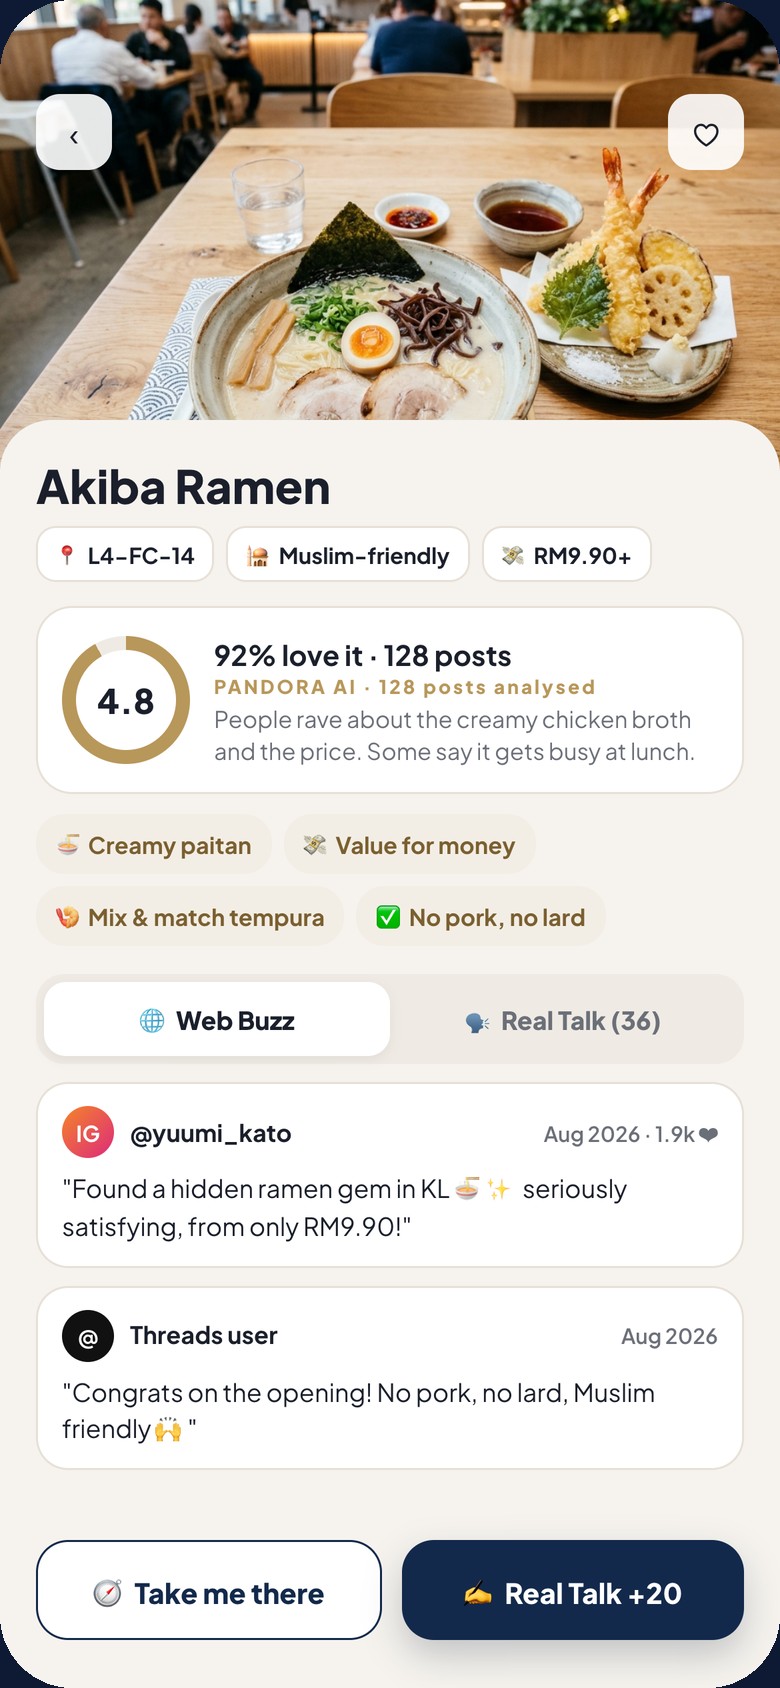 ‹
Akiba Ramen
📍 L4-FC-14
🕌 Muslim-friendly
💸 RM9.90+
4.8
92% love it · 128 posts
PANDORA AI · 128 posts analysed
People rave about the creamy chicken broth
and the price. Some say it gets busy at lunch.
🍜 Creamy paitan
💸 Value for money
🍤 Mix & match tempura
✅ No pork, no lard
🌐 Web Buzz
🗣️ Real Talk (36)
IG
@yuumi_kato
Aug 2026 · 1.9k ❤
"Found a hidden ramen gem in KL 🍜 ✨ seriously
satisfying, from only RM9.90!"
@
Threads user
Aug 2026
"Congrats on the opening! No pork, no lard, Muslim
friendly 🙌 "
🧭 Take me there
✍️ Real Talk +20